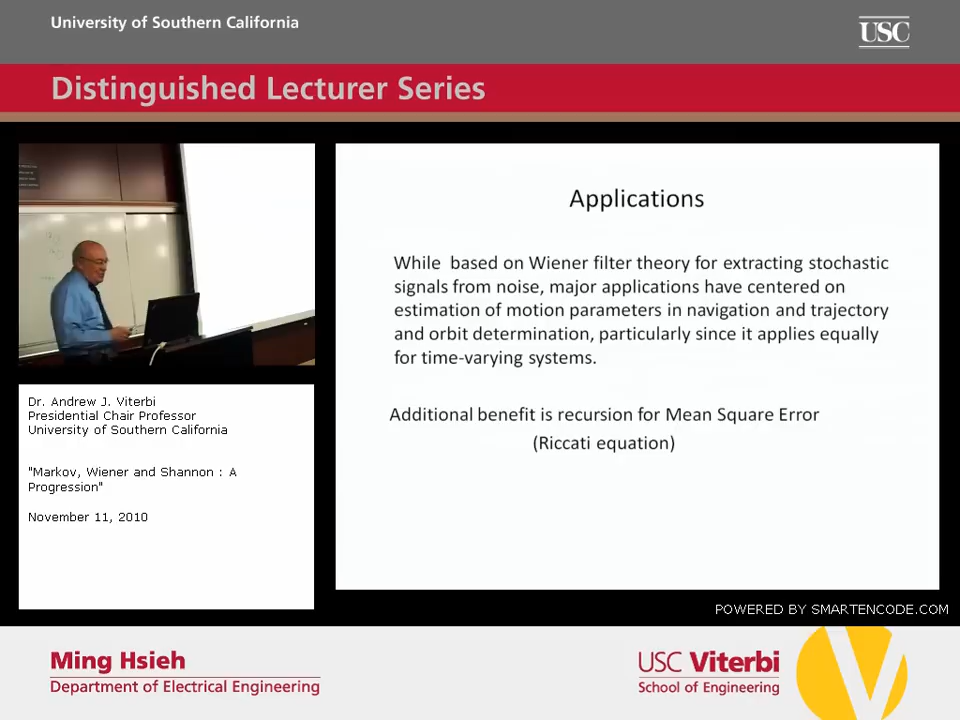 University of Southern California
USC
Distinguished Lecturer Series
Applications
While  based on Wiener filter theory for extracting stochastic
signals from noise, major applications have centered on
estimation of motion parameters in navigation and trajectory
and orbit determination, particularly since it applies equally
for time-varying systems.
Additional benefit is recursion for Mean Square Error
(Riccati equation)
Dr. Andrew J. Viterbi
Presidential Chair Professor
University of Southern California
"Markov, Wiener and Shannon : A
Progression"
November 11, 2010
POWERED BY SMARTENCODE.COM
Ming Hsieh
Department of Electrical Engineering
USC Viterbi
School of Engineering